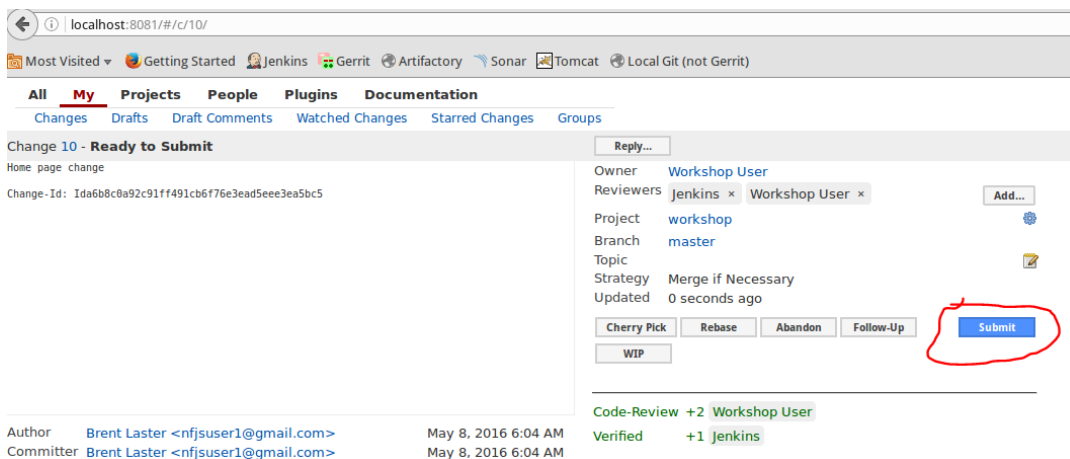 localhost:8081/#/c/10/
Most Visited Getting Started Jenkins Gerrit Artifactory Sonar Tomcat Local Git (not Gerrit)
All My Projects People Plugins Documentation
Changes Drafts Draft Comments Watched Changes Starred Changes Groups
Change 10 - Ready to Submit
Reply...
Home page change
Change-Id: Ida6b8c0a92c91ff491cb6f76e3ead5eee3ea5bc5
Owner Workshop User
Reviewers Jenkins × Workshop User × Add...
Project workshop
Branch master
Topic
Strategy Merge if Necessary
Updated 0 seconds ago
Cherry Pick Rebase Abandon Follow-Up Submit
WIP
Code-Review +2 Workshop User
Verified +1 Jenkins
Author Brent Laster <nfjsuser1@gmail.com> May 8, 2016 6:04 AM
Committer Brent Laster <nfjsuser1@gmail.com> May 8, 2016 6:04 AM